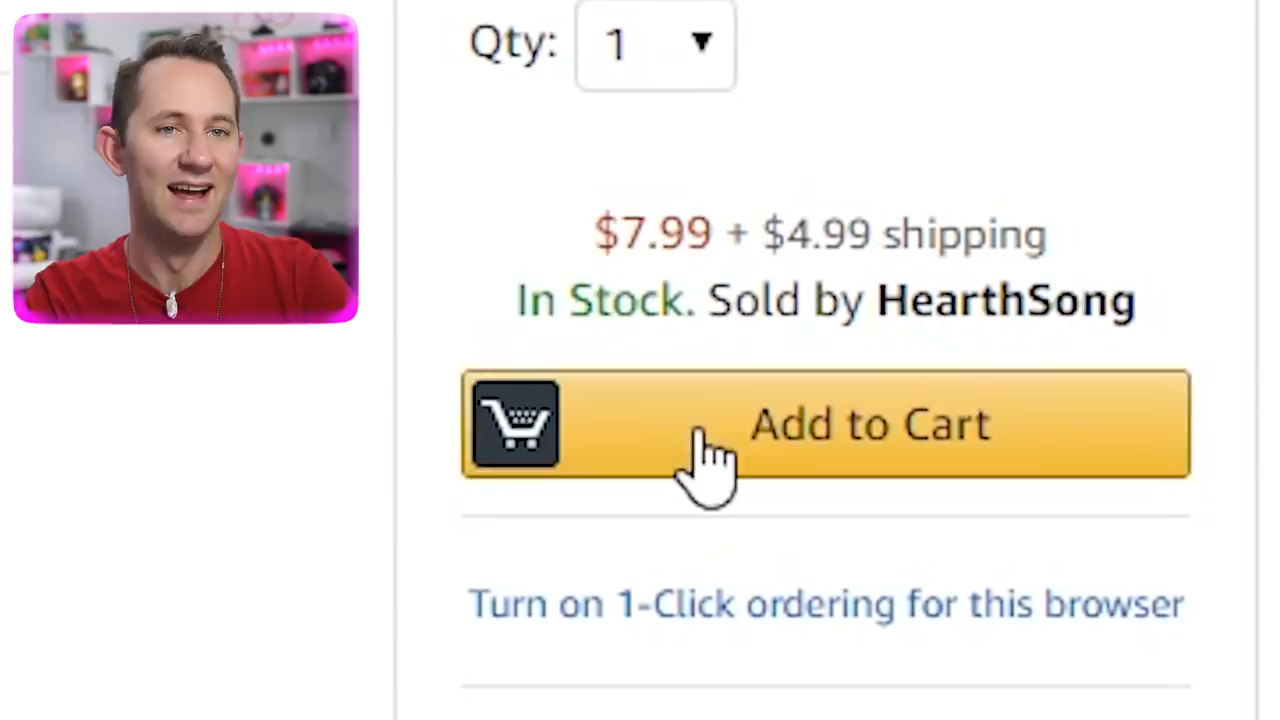 Qty: 1
$7.99 + $4.99 shipping
In Stock. Sold by HearthSong
Add to Cart
Turn on 1-Click ordering for this browser